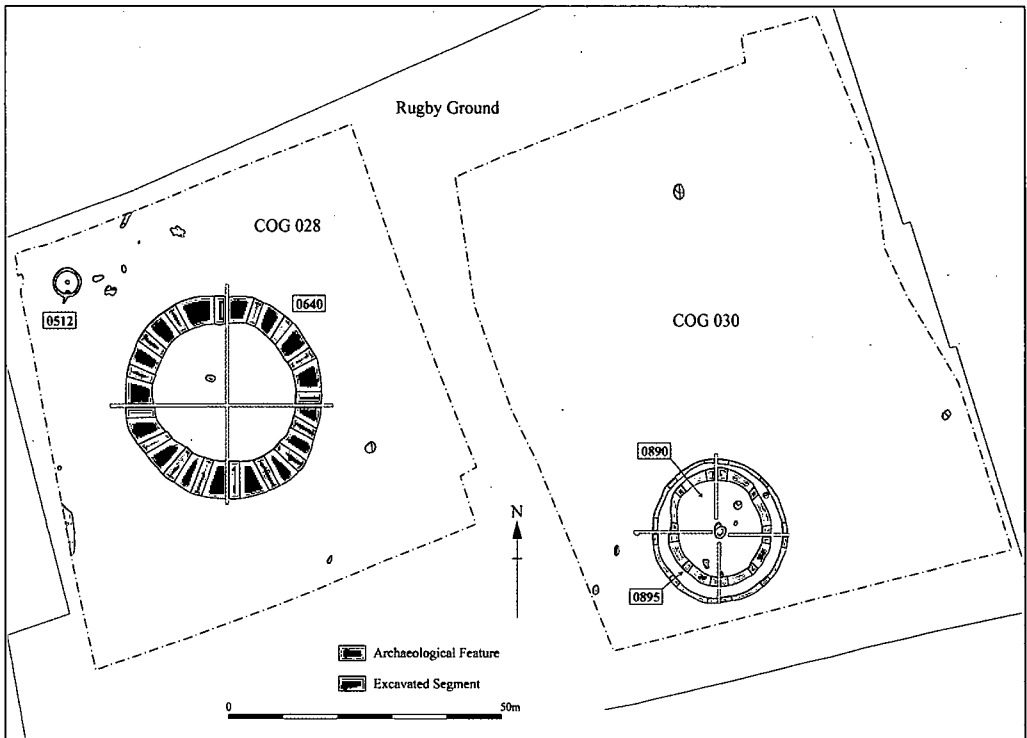 Rugby Ground
COG 028
0640
0512
COG 030
0890
N
0895
Archaeological Feature
Excavated Segment
0 50m